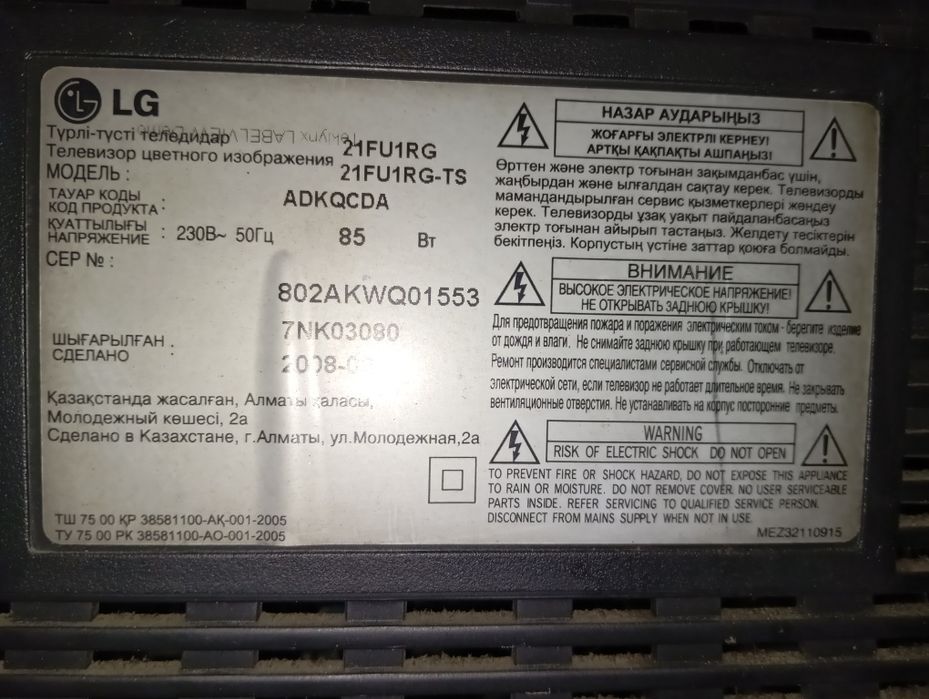 LG
Teklynx LABEL VIEW Demo
Түрлі-түсті теледидар
Телевизор цветного изображения 21FU1RG
МОДЕЛЬ : 21FU1RG-TS
ТАУАР КОДЫ
КОД ПРОДУКТА : ADKQCDA
ҚУАТТЫЛЫҒЫ
НАПРЯЖЕНИЕ : 230В~ 50Гц 85 Вт
СЕР № :
802AKWQ01553
7NK03080
ШЫҒАРЫЛҒАН :
СДЕЛАНО : 2008-
Қазақстанда жасалған, Алматы қаласы,
Молодежный көшесі, 2а
Сделано в Казахстане, г.Алматы, ул.Молодежная,2а
ТШ 75 00 ҚР 38581100-АҚ-001-2005
ТУ 75 00 РК 38581100-АО-001-2005
НАЗАР АУДАРЫҢЫЗ
ЖОҒАРҒЫ ЭЛЕКТРЛІ КЕРНЕУ!
АРТҚЫ ҚАҚПАҚТЫ АШПАҢЫЗ!
Өрттен және электр тоғынан зақымданбас үшін,
жаңбырдан және ылғалдан сақтау керек. Телевизорды
мамандандырылған сервис қызметкерлері жөндеу
керек. Телевизорды ұзақ уақыт пайдаланбасаңыз
электр тоғынан айырып тастаңыз. Желдету тесіктерін
бекітпеңіз. Корпустың үстіне заттар қоюға болмайды.
ВНИМАНИЕ
ВЫСОКОЕ ЭЛЕКТРИЧЕСКОЕ НАПРЯЖЕНИЕ!
НЕ ОТКРЫВАТЬ ЗАДНЮЮ КРЫШКУ!
Для предотвращения пожара и поражения электрическим током - берегите изделие
от дождя и влаги. Не снимайте заднюю крышку при работающем телевизоре.
Ремонт производится специалистами сервисной службы. Отключать от
электрической сети, если телевизор не работает длительное время. Не закрывать
вентиляционные отверстия. Не устанавливать на корпус посторонние предметы.
WARNING
RISK OF ELECTRIC SHOCK DO NOT OPEN
TO PREVENT FIRE OR SHOCK HAZARD, DO NOT EXPOSE THIS APPLIANCE
TO RAIN OR MOISTURE. DO NOT REMOVE COVER. NO USER SERVICEABLE
PARTS INSIDE. REFER SERVICING TO QUALIFIED SERVICE PERSON.
DISCONNECT FROM MAINS SUPPLY WHEN NOT IN USE.
MEZ32110915